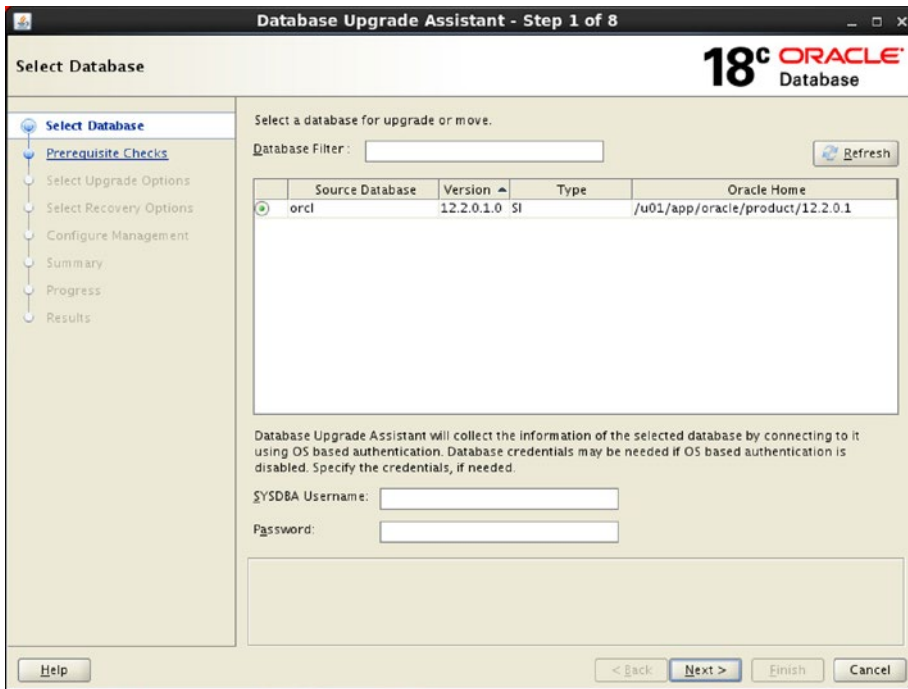 Database Upgrade Assistant - Step 1 of 8
Select Database
18c ORACLE Database
Select Database
Prerequisite Checks
Select Upgrade Options
Select Recovery Options
Configure Management
Summary
Progress
Results
Select a database for upgrade or move.
Database Filter :
Refresh
Source Database Version Type Oracle Home
orcl 12.2.0.1.0 SI /u01/app/oracle/product/12.2.0.1
Database Upgrade Assistant will collect the information of the selected database by connecting to it
using OS based authentication. Database credentials may be needed if OS based authentication is
disabled. Specify the credentials, if needed.
SYSDBA Username:
Password:
Help
< Back
Next >
Finish
Cancel